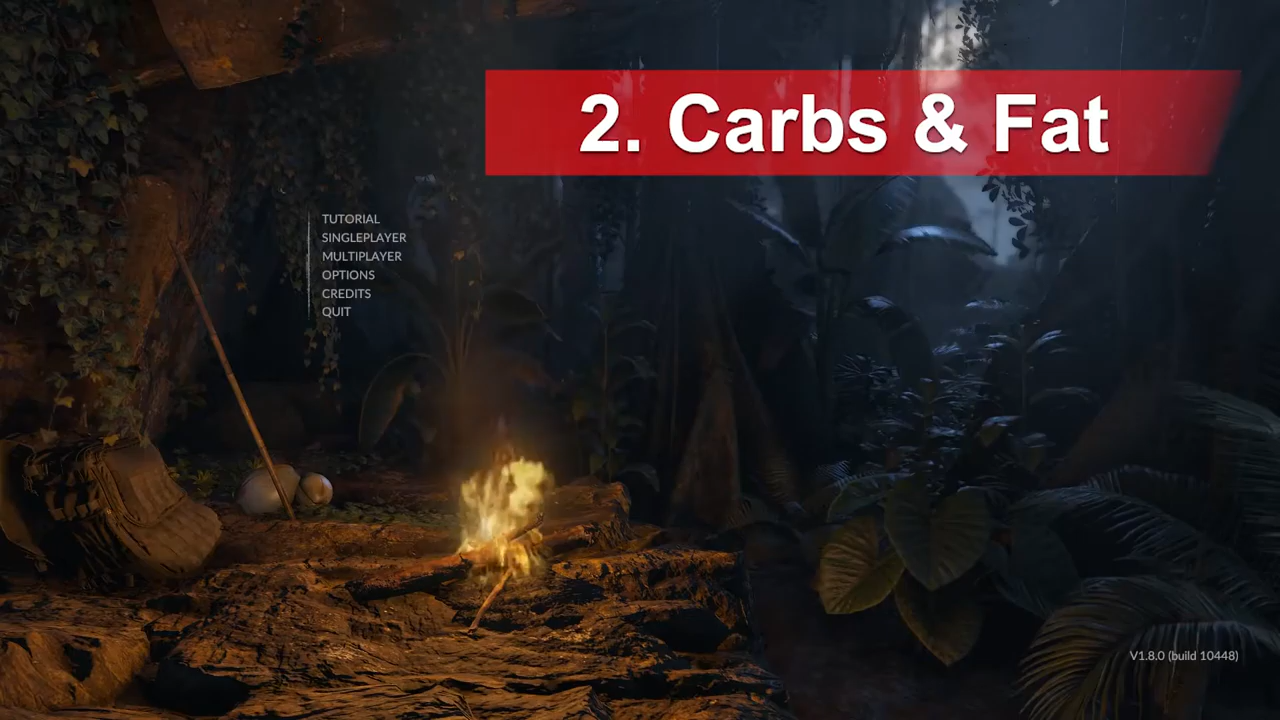 2. Carbs & Fat
TUTORIAL
SINGLEPLAYER
MULTIPLAYER
OPTIONS
CREDITS
QUIT
V1.8.0 (build 10448)